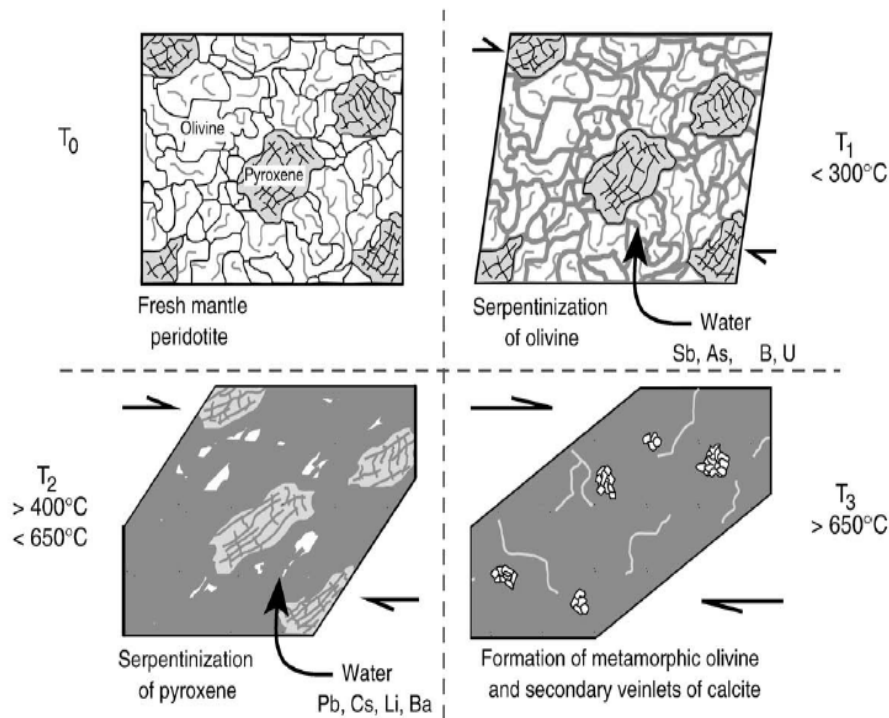 T0
Olivine
Pyroxene
Fresh mantle
peridotite
T1
< 300°C
Serpentinization
of olivine
Water
Sb, As, B, U
T2
> 400°C
< 650°C
Serpentinization
of pyroxene
Water
Pb, Cs, Li, Ba
T3
> 650°C
Formation of metamorphic olivine
and secondary veinlets of calcite